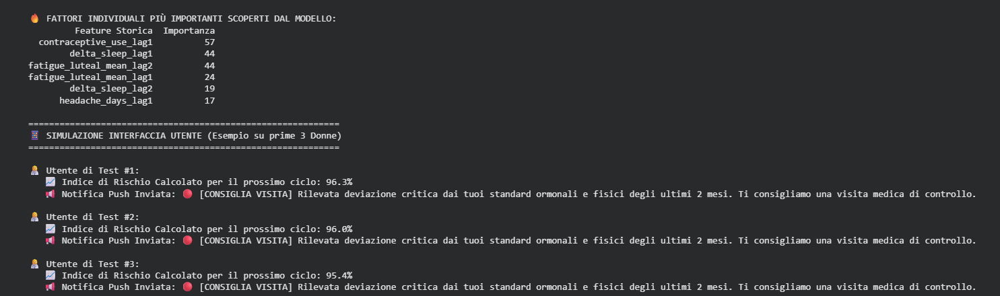 🔥 FATTORI INDIVIDUALI PIÙ IMPORTANTI SCOPERTI DAL MODELLO:
Feature Storica Importanza
contraceptive_use_lag1 57
delta_sleep_lag1 44
fatigue_luteal_mean_lag2 44
fatigue_luteal_mean_lag1 24
delta_sleep_lag2 19
headache_days_lag1 17
============================================================
SIMULAZIONE INTERFACCIA UTENTE (Esempio su prime 3 Donne)
============================================================
Utente di Test #1:
📈 Indice di Rischio Calcolato per il prossimo ciclo: 96.3%
📢 Notifica Push Inviata: 🔴 [CONSIGLIA VISITA] Rilevata deviazione critica dai tuoi standard ormonali e fisici degli ultimi 2 mesi. Ti consigliamo una visita medica di controllo.
Utente di Test #2:
📈 Indice di Rischio Calcolato per il prossimo ciclo: 96.0%
📢 Notifica Push Inviata: 🔴 [CONSIGLIA VISITA] Rilevata deviazione critica dai tuoi standard ormonali e fisici degli ultimi 2 mesi. Ti consigliamo una visita medica di controllo.
Utente di Test #3:
📈 Indice di Rischio Calcolato per il prossimo ciclo: 95.4%
📢 Notifica Push Inviata: 🔴 [CONSIGLIA VISITA] Rilevata deviazione critica dai tuoi standard ormonali e fisici degli ultimi 2 mesi. Ti consigliamo una visita medica di controllo.